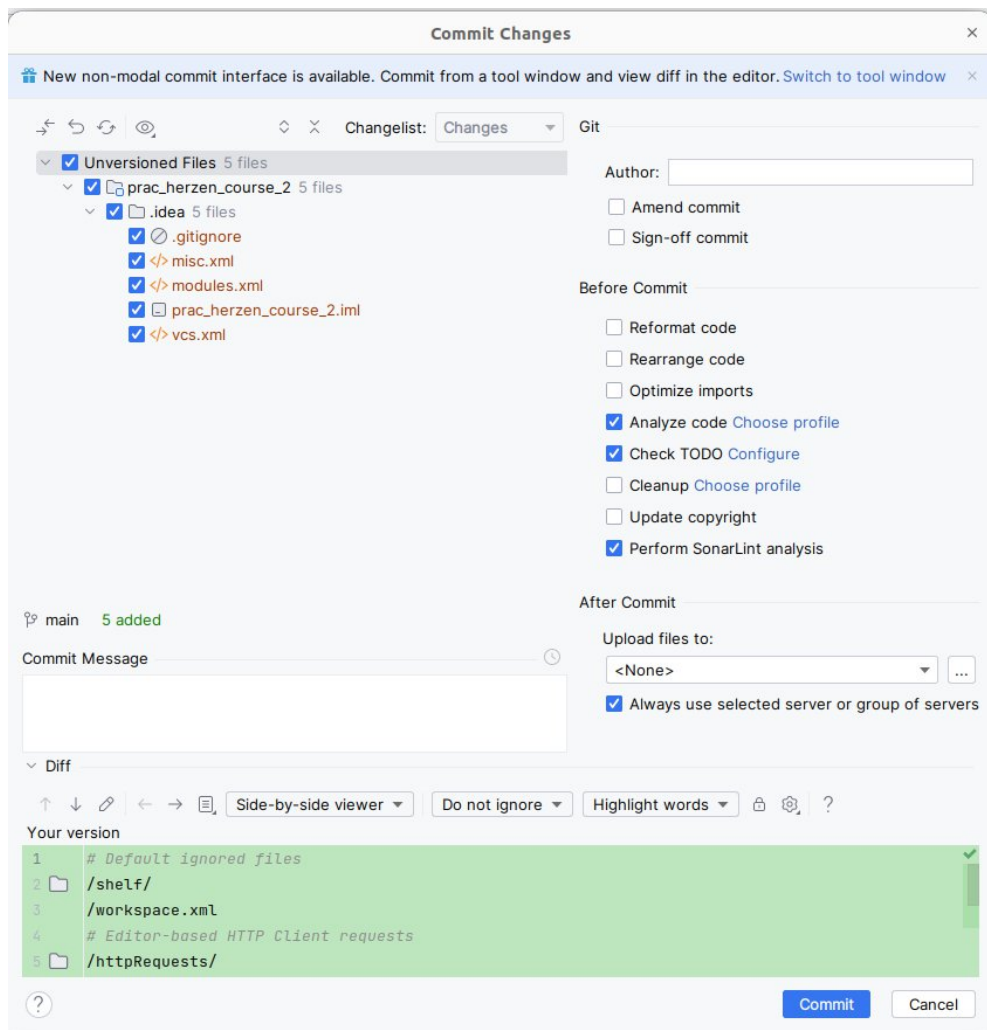 Commit Changes
New non-modal commit interface is available. Commit from a tool window and view diff in the editor. Switch to tool window
Changelist: Changes
Unversioned Files 5 files
prac_herzen_course_2 5 files
.idea 5 files
.gitignore
misc.xml
modules.xml
prac_herzen_course_2.iml
vcs.xml
main 5 added
Commit Message
Git
Author:
Amend commit
Sign-off commit
Before Commit
Reformat code
Rearrange code
Optimize imports
Analyze code Choose profile
Check TODO Configure
Cleanup Choose profile
Update copyright
Perform SonarLint analysis
After Commit
Upload files to:
<None>
...
Always use selected server or group of servers
Diff
Side-by-side viewer Do not ignore Highlight words ?
Your version
1 # Default ignored files
2 /shelf/
3 /workspace.xml
4 # Editor-based HTTP Client requests
5 /httpRequests/
? Commit Cancel